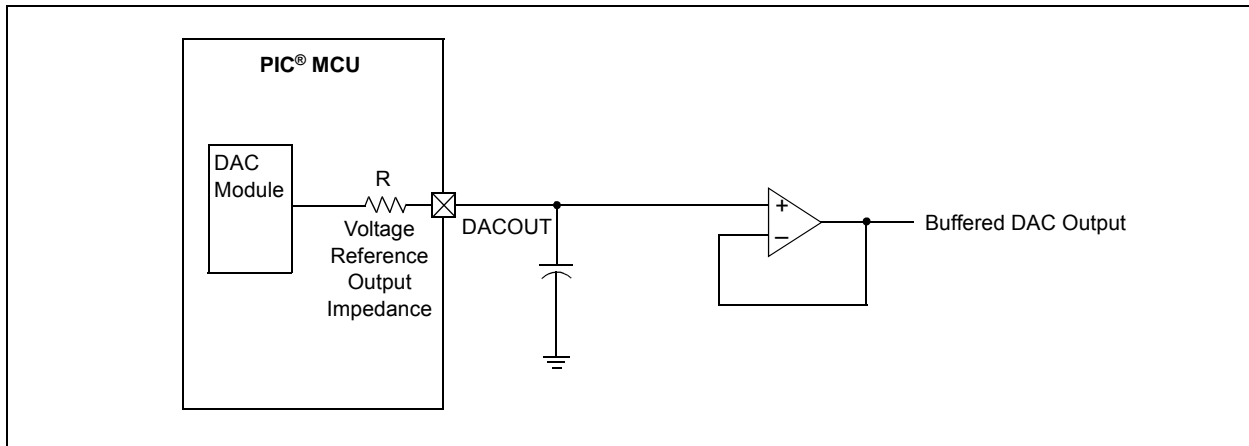 PIC® MCU
DAC
Module
R
Voltage
Reference
Output
Impedance
DACOUT
+
–
Buffered DAC Output